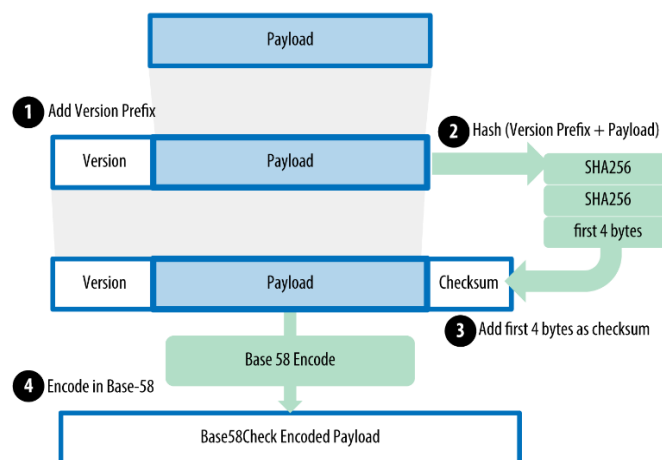 Payload
1 Add Version Prefix
2 Hash (Version Prefix + Payload)
Version
Payload
SHA256
SHA256
first 4 bytes
Version
Payload
Checksum
3 Add first 4 bytes as checksum
Base 58 Encode
4 Encode in Base-58
Base58Check Encoded Payload